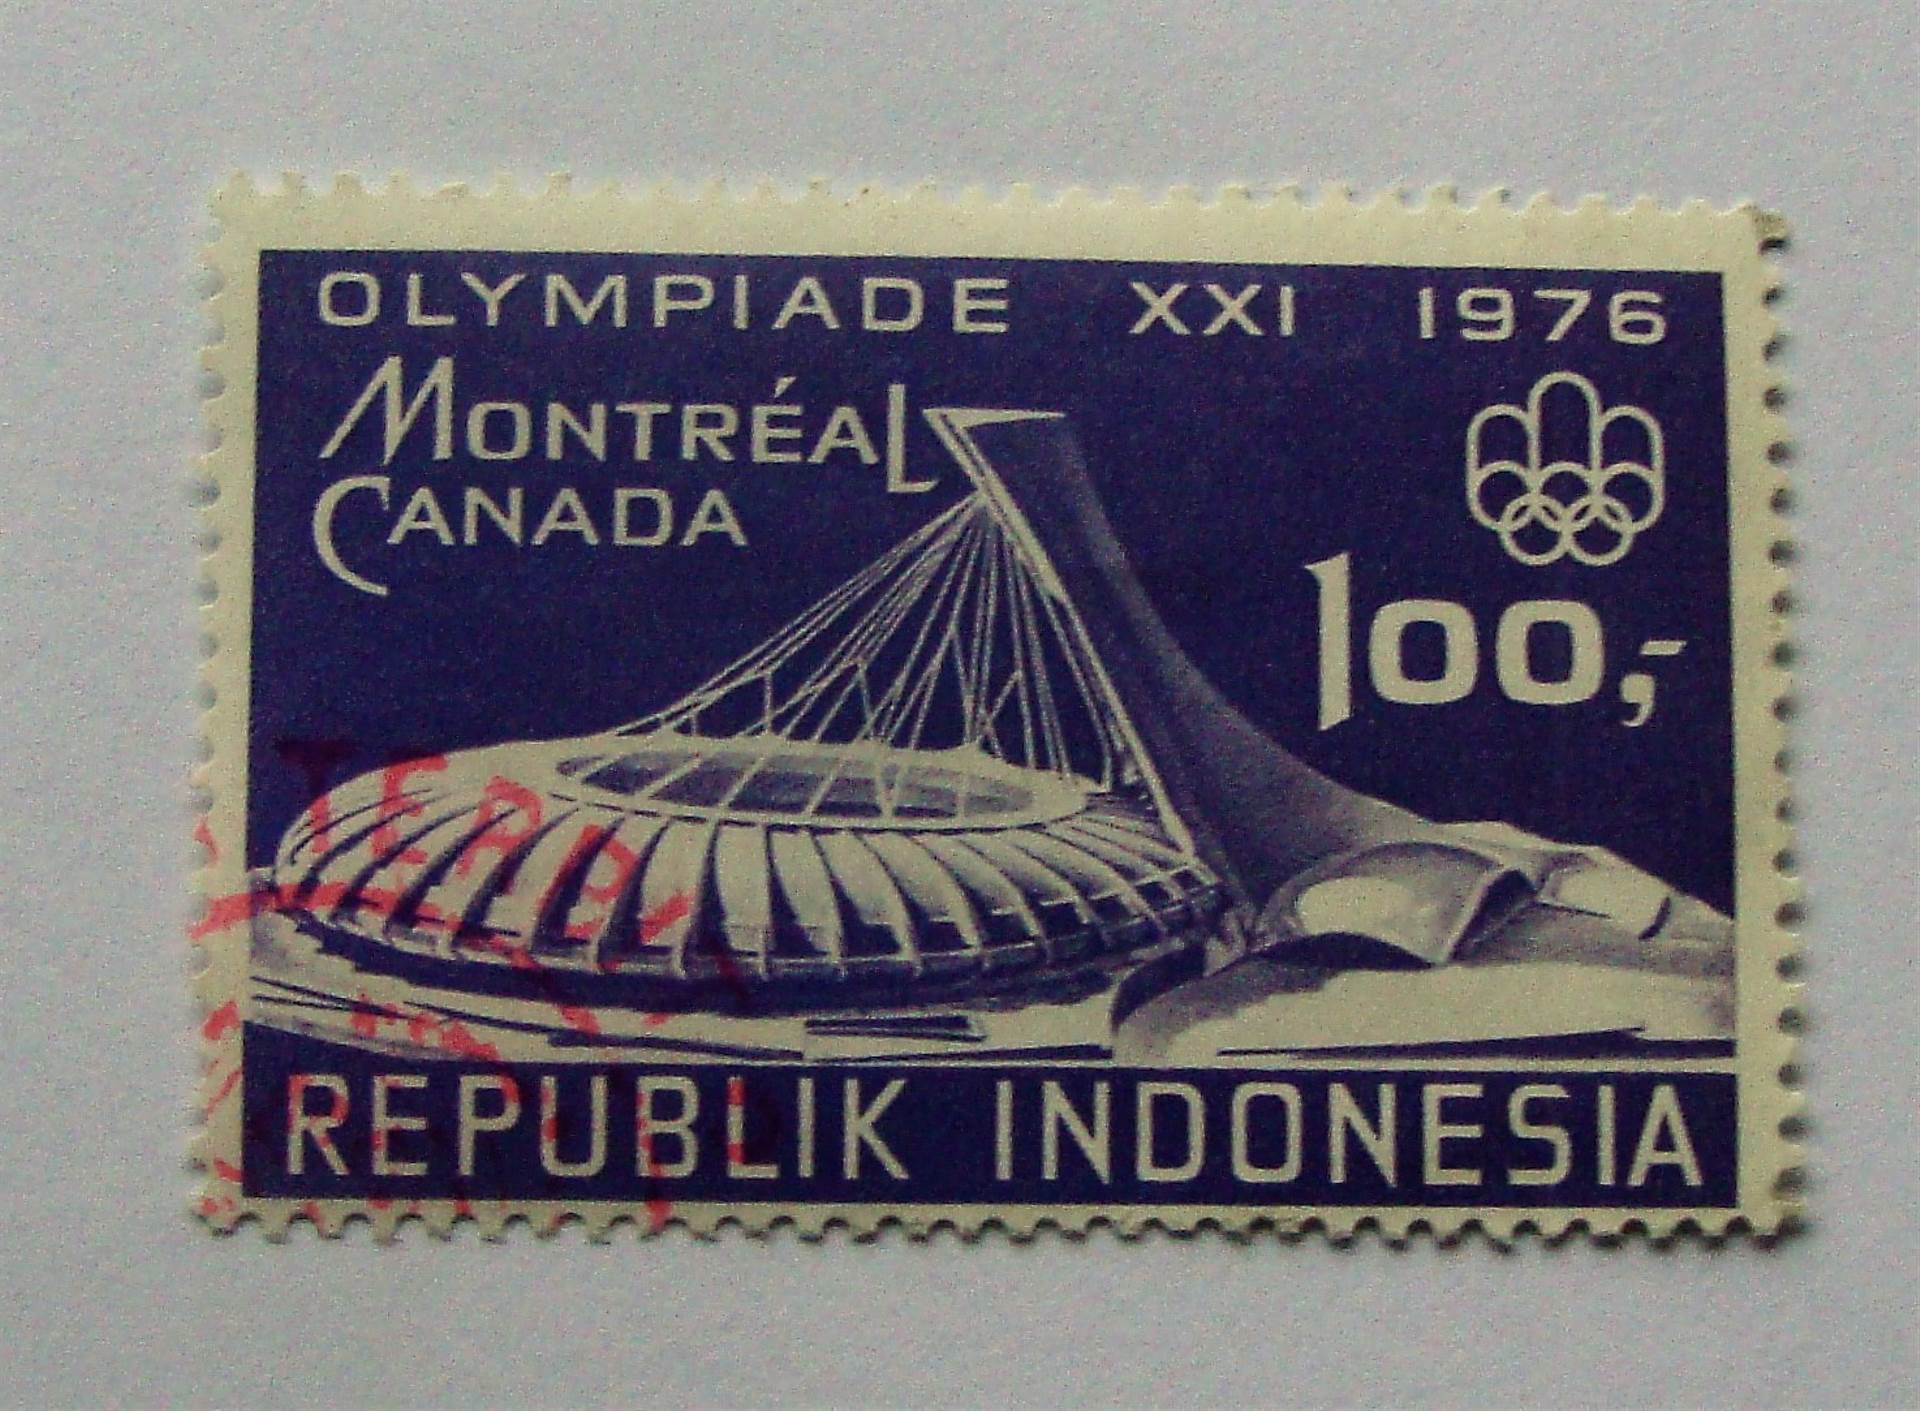 OLYMPIADE XXI 1976
MONTRÉAL
CANADA
100,-
REPUBLIK INDONESIA